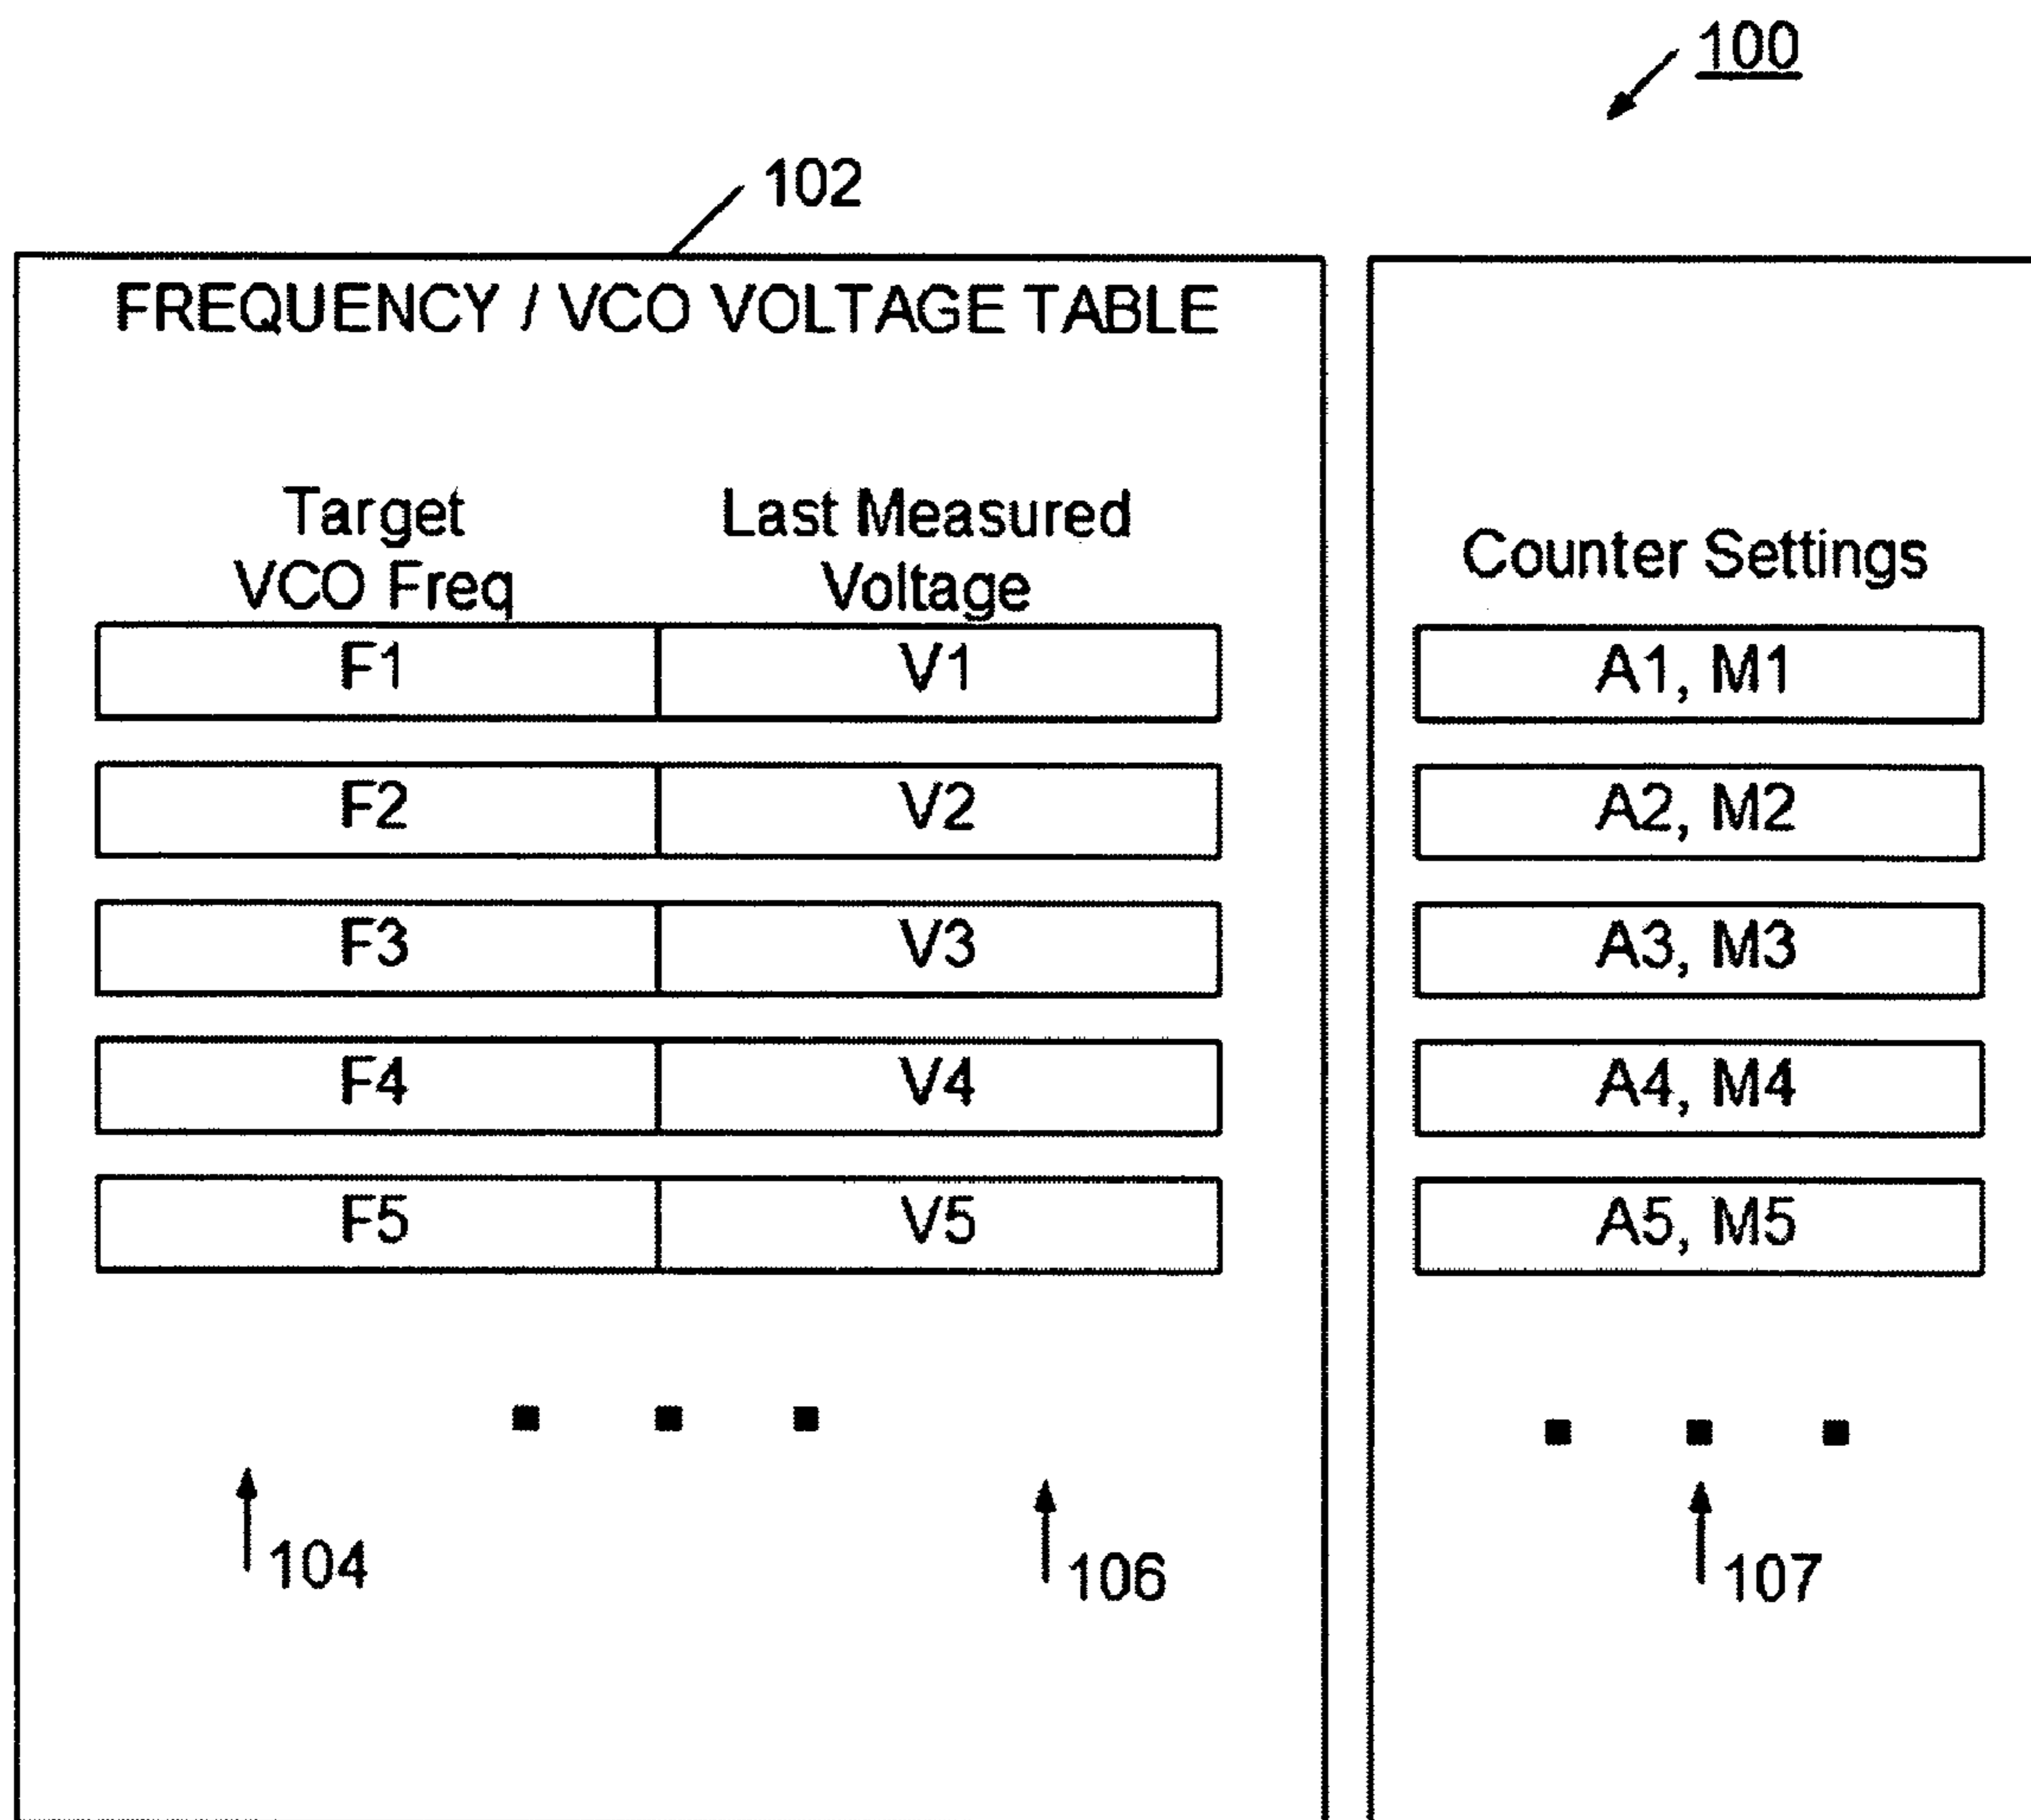 100
102
FREQUENCY / VCO VOLTAGE TABLE
Target
VCO Freq
Last Measured
Voltage
Counter Settings
F1 V1 A1, M1
F2 V2 A2, M2
F3 V3 A3, M3
F4 V4 A4, M4
F5 V5 A5, M5
104
106
107